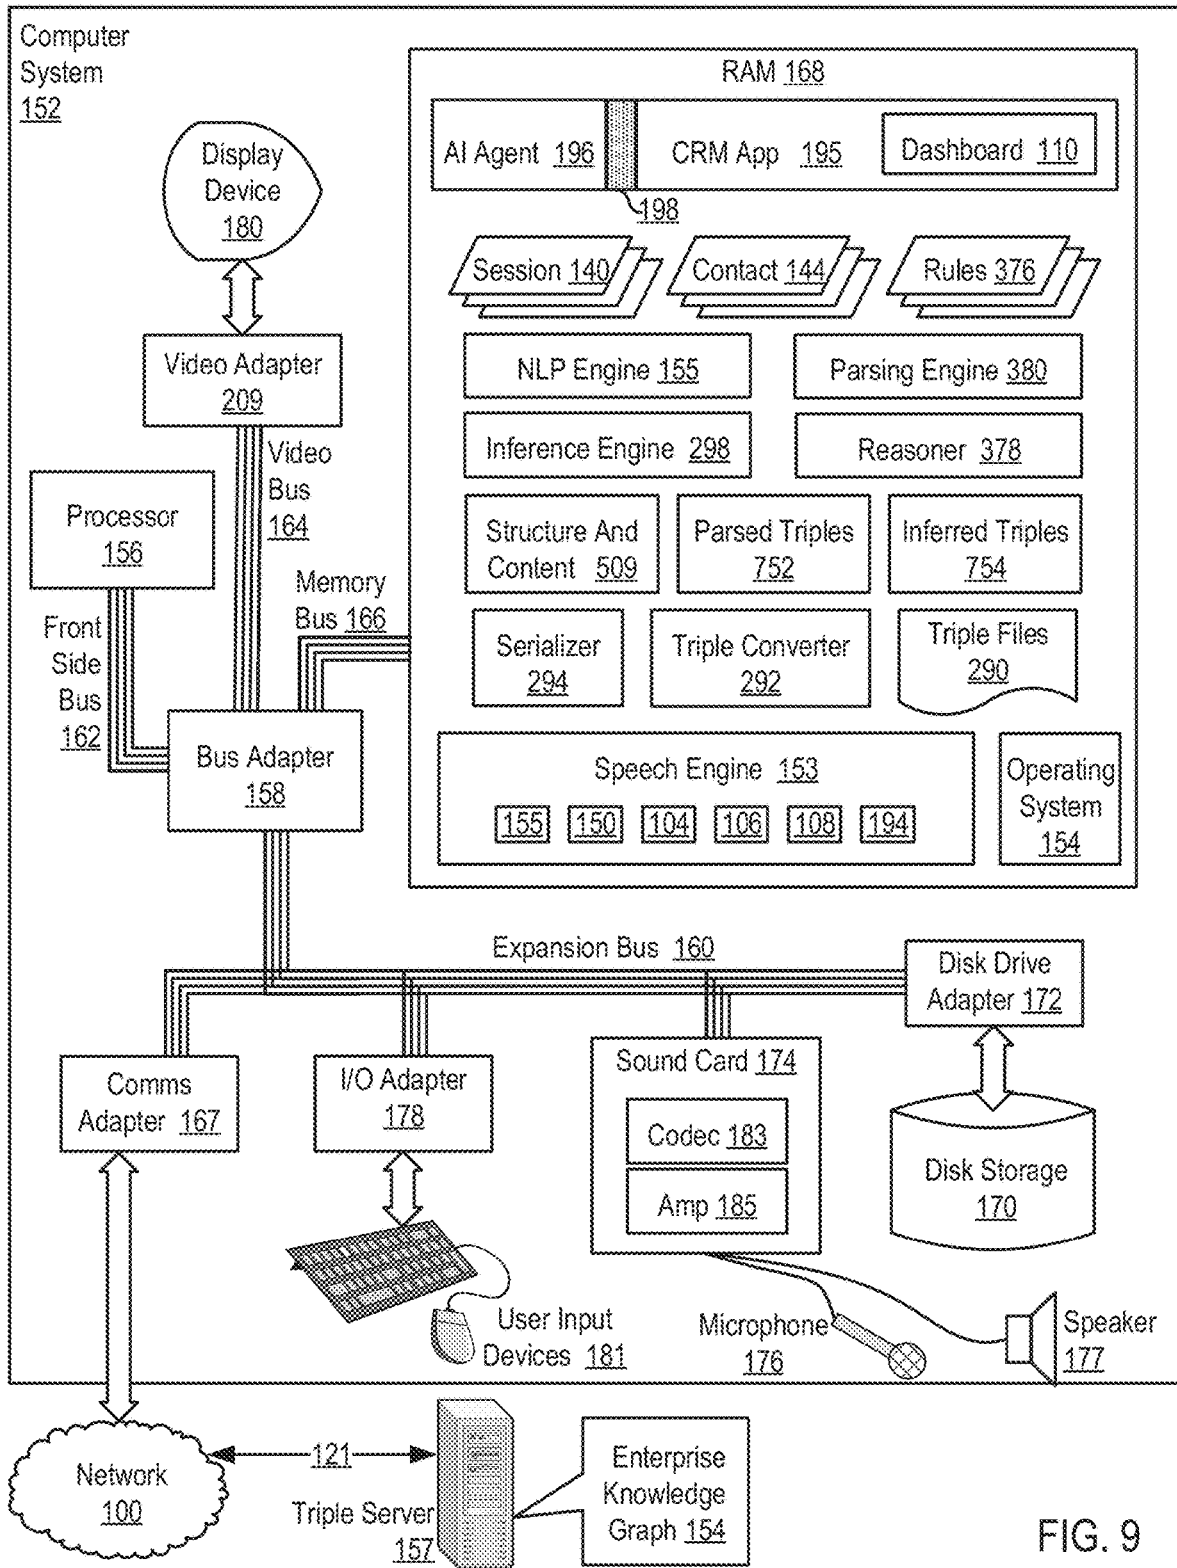 Computer
System
152
RAM 168
AI Agent 196
CRM App 195
Dashboard 110
198
Display
Device
180
Session 140
Contact 144
Rules 376
Video Adapter
209
NLP Engine 155
Parsing Engine 380
Inference Engine 298
Reasoner 378
Video
Bus
164
Processor
156
Structure And
Content 509
Parsed Triples
752
Inferred Triples
754
Memory
Bus 166
Front
Side
Bus
162
Serializer
294
Triple Converter
292
Triple Files
290
Bus Adapter
158
Speech Engine 153
155 150 104 106 108 194
Operating
System
154
Expansion Bus 160
Disk Drive
Adapter 172
Comms
Adapter 167
I/O Adapter
178
Sound Card 174
Codec 183
Amp 185
Disk Storage
170
User Input
Devices 181
Microphone
176
Speaker
177
Network
100
121
Triple Server
157
Enterprise
Knowledge
Graph 154
FIG. 9